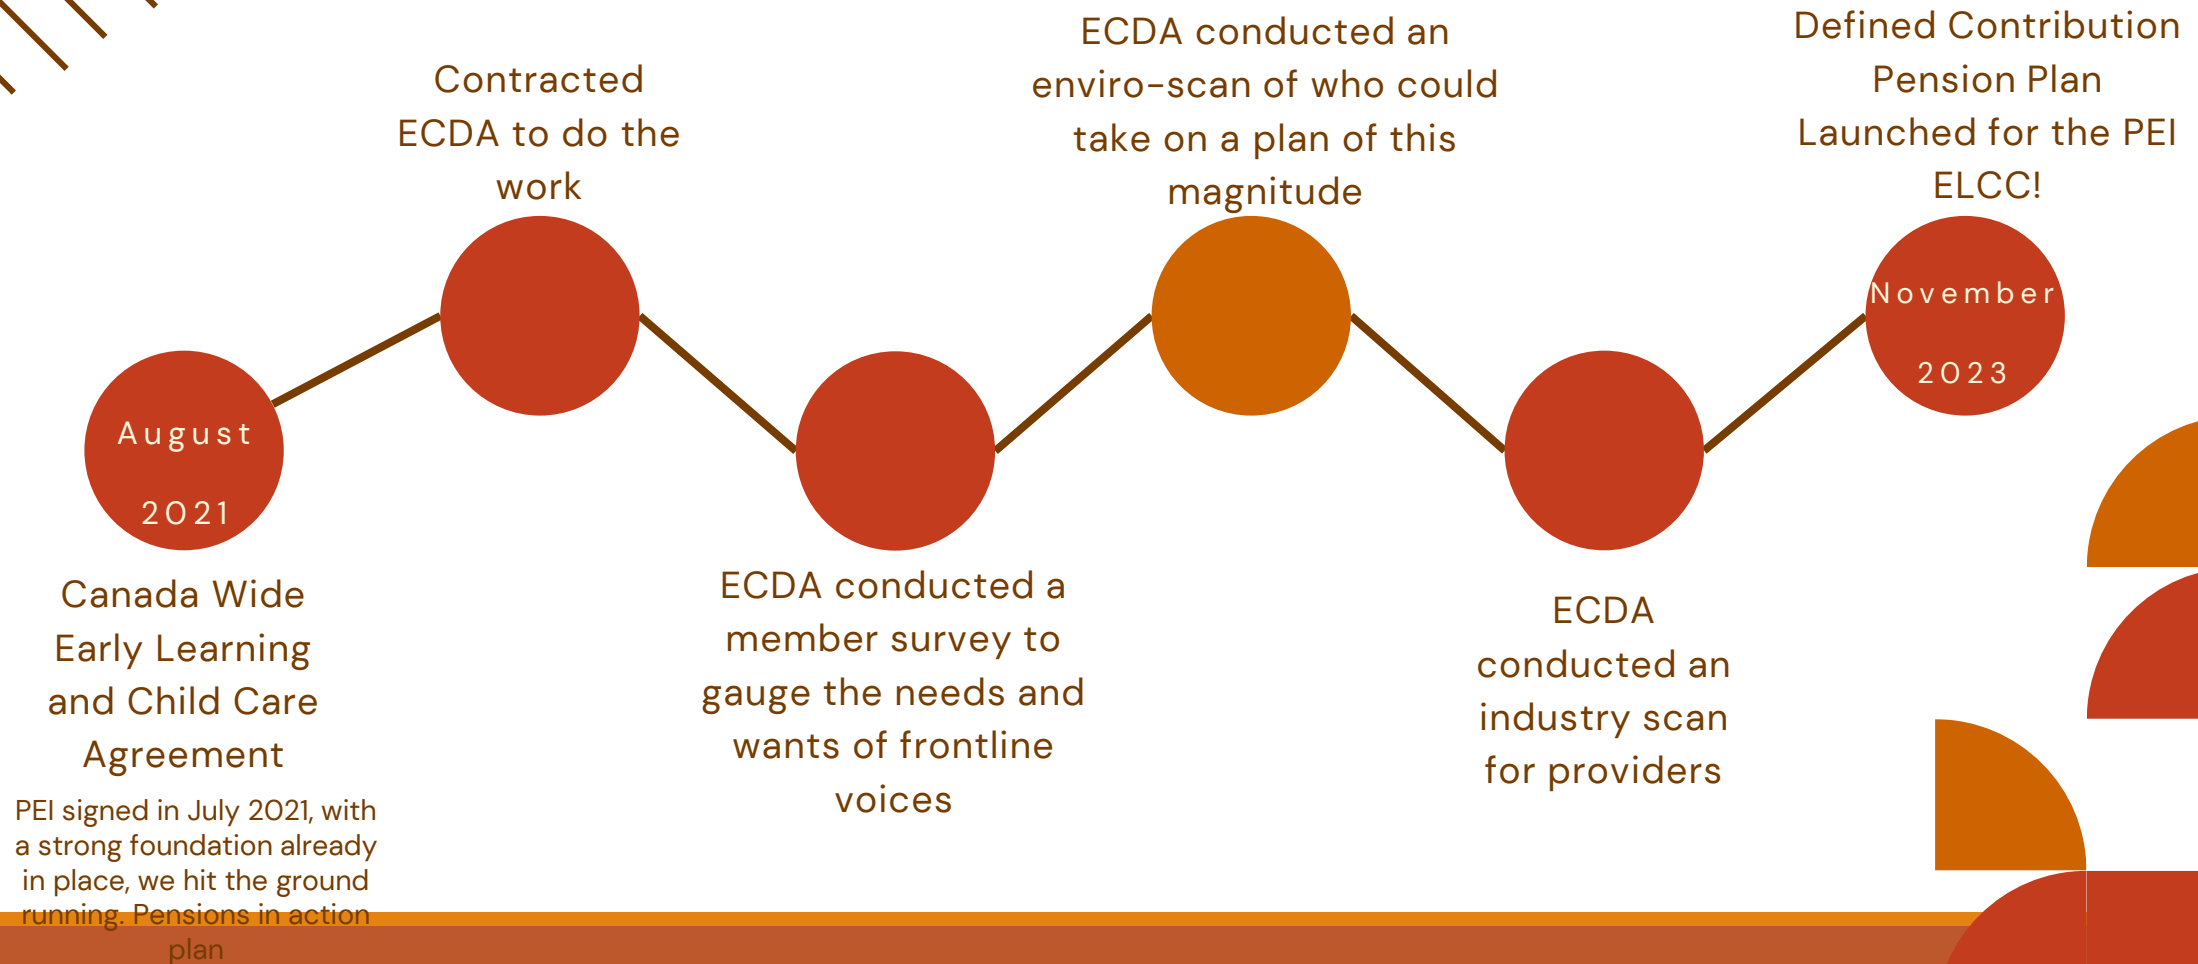 August
2021
Canada Wide
Early Learning
and Child Care
Agreement
PEI signed in July 2021, with
a strong foundation already
in place, we hit the ground
running. Pensions in action
plan
Contracted
ECDA to do the
work
ECDA conducted a
member survey to
gauge the needs and
wants of frontline
voices
ECDA conducted an
enviro-scan of who could
take on a plan of this
magnitude
ECDA
conducted an
industry scan
for providers
Defined Contribution
Pension Plan
Launched for the PEI
ELCC!
November
2023